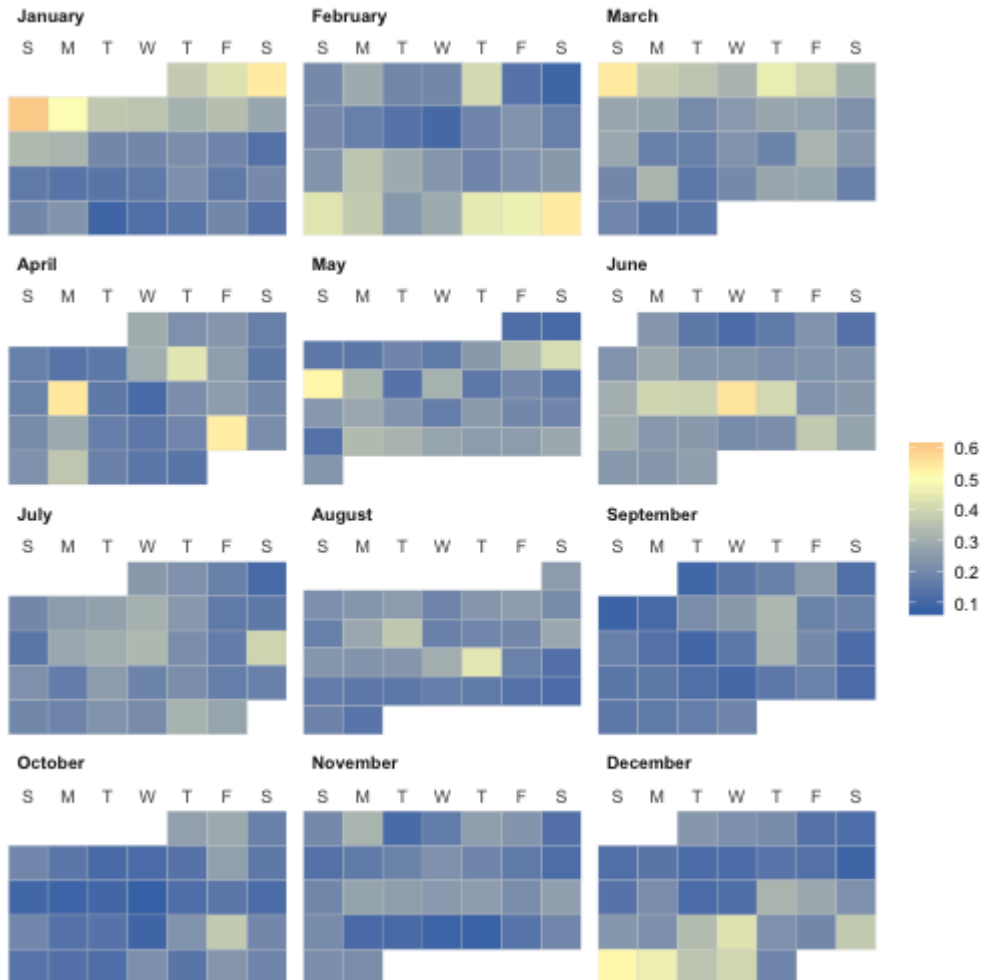 January February March
S M T W T F S S M T W T F S S M T W T F S
April May June
S M T W T F S S M T W T F S S M T W T F S
0.6
0.5
0.4
0.3
0.2
0.1
July August September
S M T W T F S S M T W T F S S M T W T F S
October November December
S M T W T F S S M T W T F S S M T W T F S